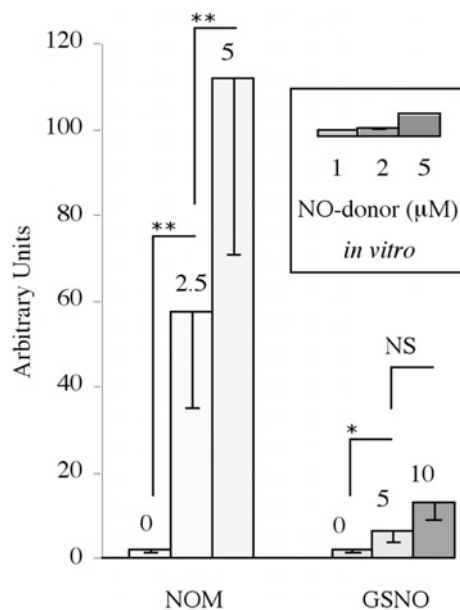 120
100
80
60
40
20
0
Arbitrary Units
**
5
**
2.5
0
1 2 5
NO-donor (μM)
in vitro
NS
*
10
5
0
NOM GSNO